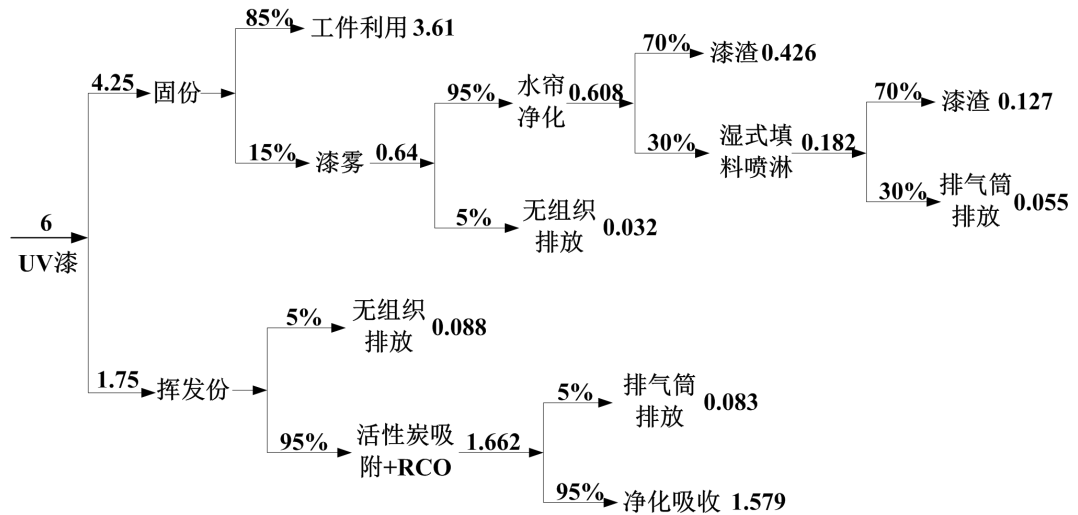 6
UV漆
4.25
固份
85%
工件利用 3.61
15%
漆雾
0.64
95%
水帘
净化
0.608
70%
漆渣 0.426
30%
湿式填
料喷淋
0.182
70%
漆渣 0.127
30%
排气筒
排放
0.055
5%
无组织
排放
0.032
1.75
挥发份
5%
无组织
排放
0.088
95%
活性炭吸
附+RCO
1.662
5%
排气筒
排放
0.083
95%
净化吸收 1.579